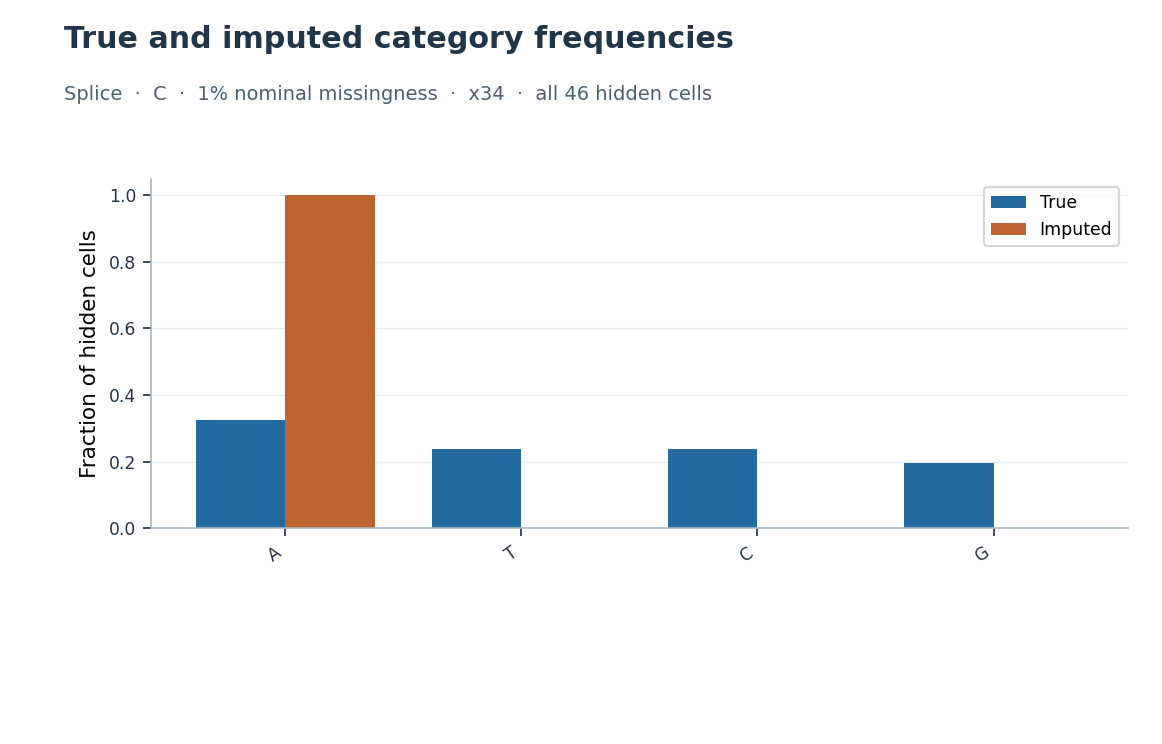 True and imputed category frequencies
Splice · C · 1% nominal missingness · x34 · all 46 hidden cells
1.0
0.8
0.6
0.4
0.2
0.0
Fraction of hidden cells
True
Imputed
A
T
C
G